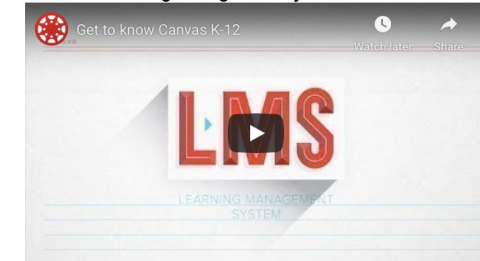 Get to know Canvas K-12
Watch later
Share
LMS
LEARNING MANAGEMENT
SYSTEM